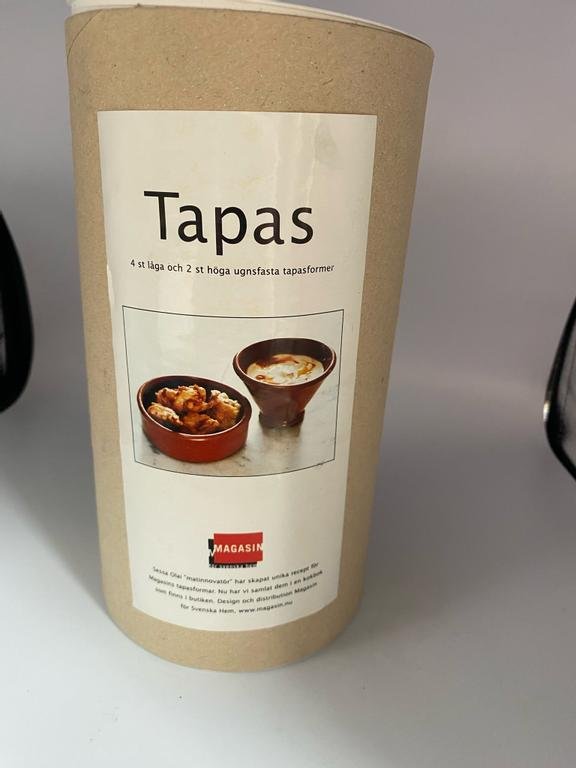 Tapas
4 st låga och 2 st höga ugnsfasta tapasformer
MAGASIN
för svenska hem
Sessa Olai "matinnovatör" har skapat unika recept för
Magasins tapasformar. Nu har vi samlat dem i en kokbok
som finns i butiken. Design och distribution Magasin
för Svenska Hem, www.magasin.nu